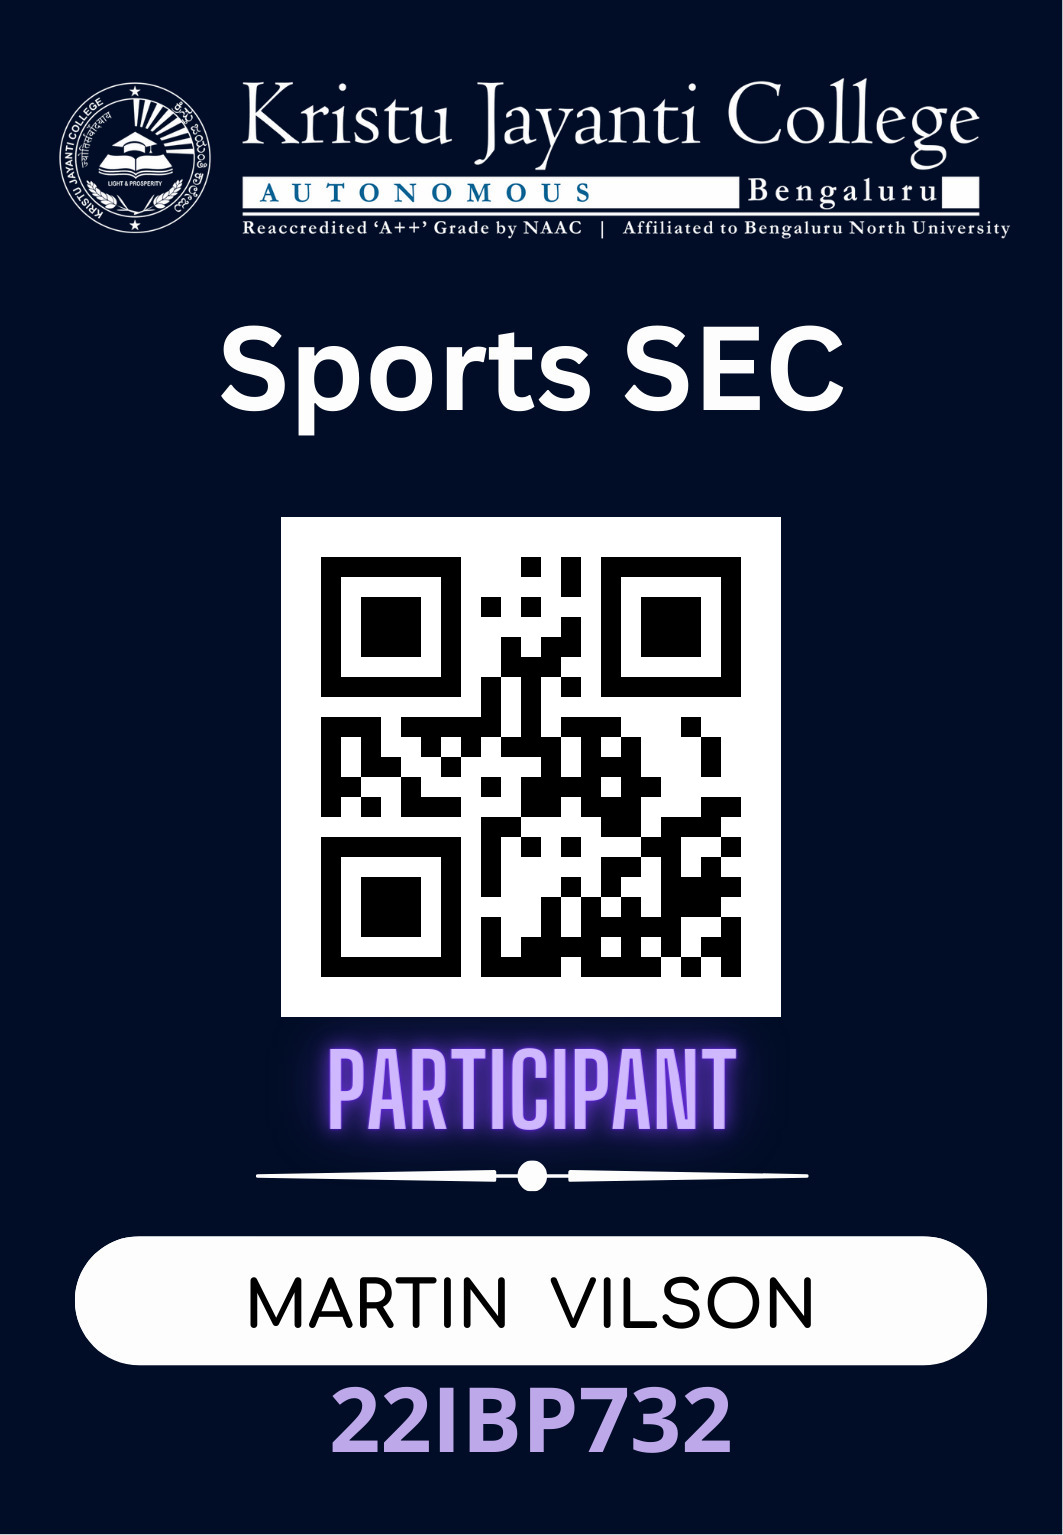 KRISTU JAYANTI COLLEGE
ಕ್ರಿಸ್ತು ಜಯಂತಿ ಕಾಲೇಜು
LIGHT & PROSPERITY
Kristu Jayanti College
AUTONOMOUS Bengaluru
Reaccredited ‘A++’ Grade by NAAC | Affiliated to Bengaluru North University
Sports SEC
PARTICIPANT
MARTIN VILSON
22IBP732